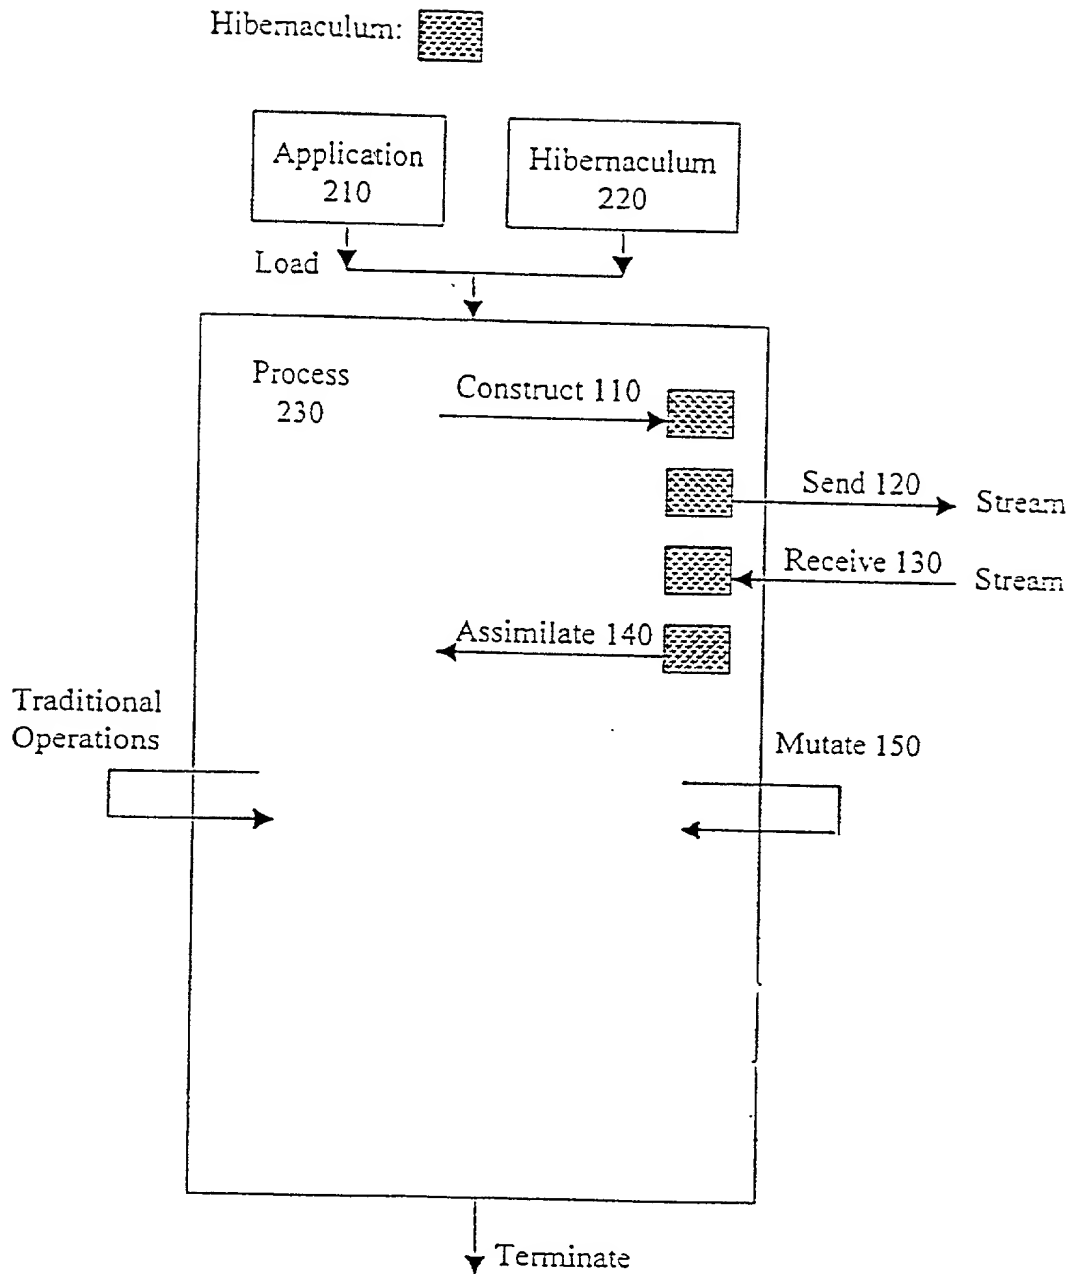 Hibernaculum:
Application
210
Hibernaculum
220
Load
Process
230
Construct 110
Send 120
Stream
Receive 130
Stream
Assimilate 140
Traditional
Operations
Mutate 150
Terminate